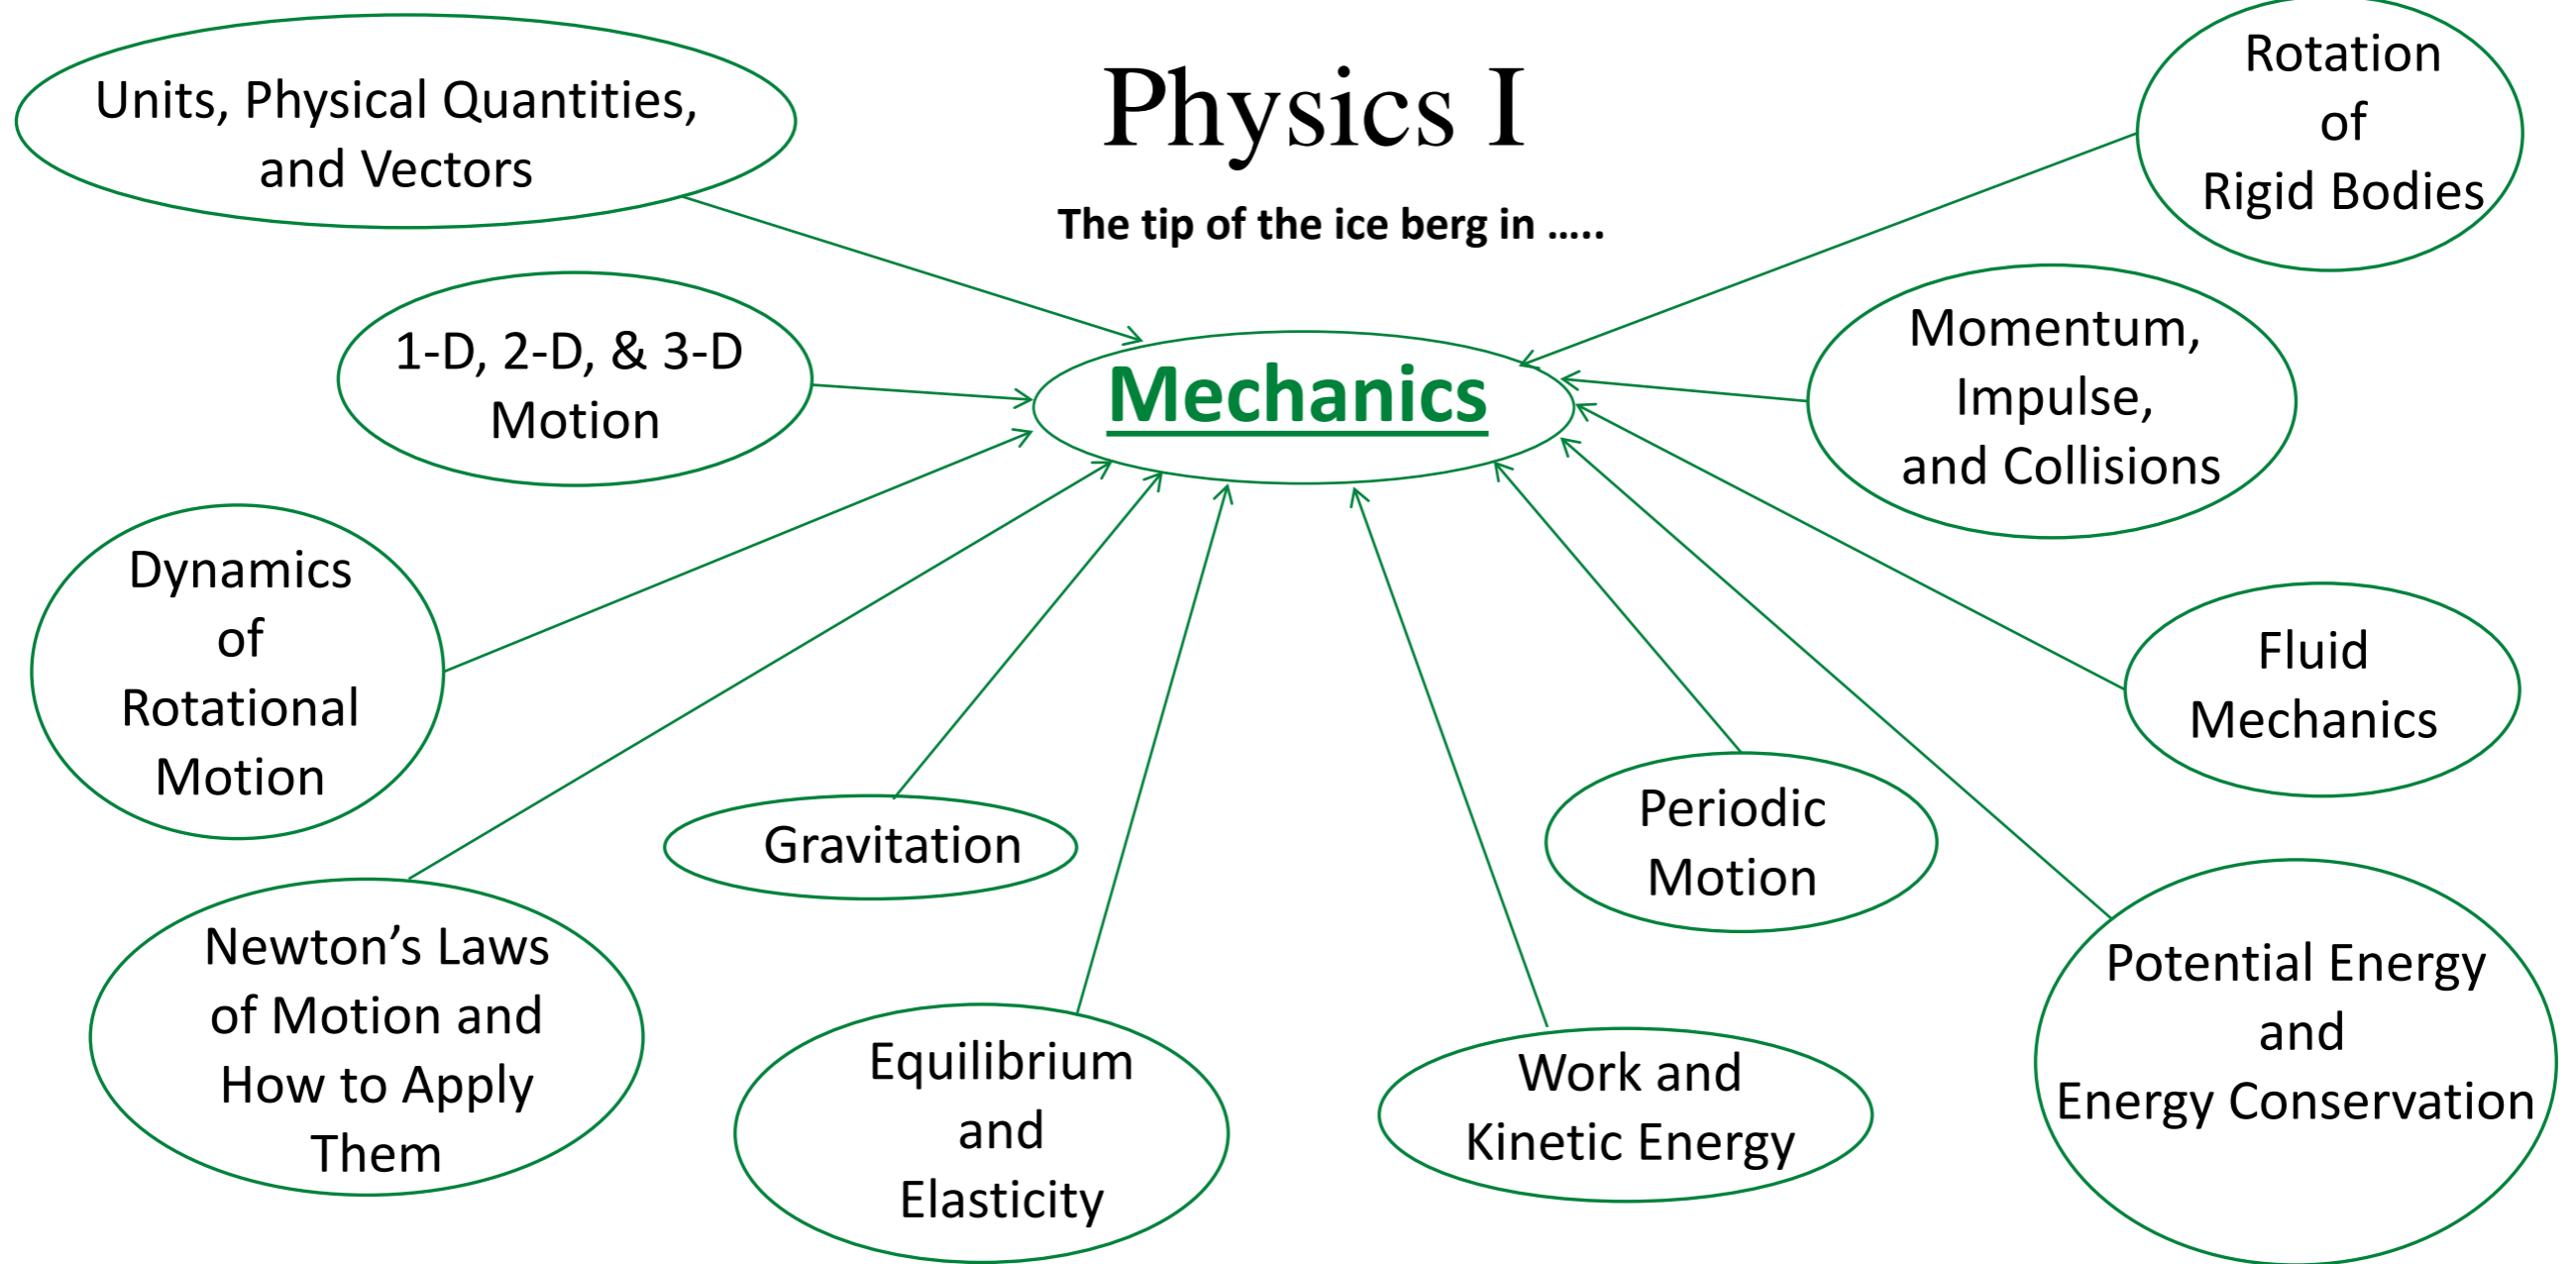 Physics I
The tip of the ice berg in .....
Units, Physical Quantities,
and Vectors
Rotation
of
Rigid Bodies
1-D, 2-D, & 3-D
Motion
Mechanics
Momentum,
Impulse,
and Collisions
Dynamics
of
Rotational
Motion
Fluid
Mechanics
Gravitation
Periodic
Motion
Newton’s Laws
of Motion and
How to Apply
Them
Equilibrium
and
Elasticity
Work and
Kinetic Energy
Potential Energy
and
Energy Conservation